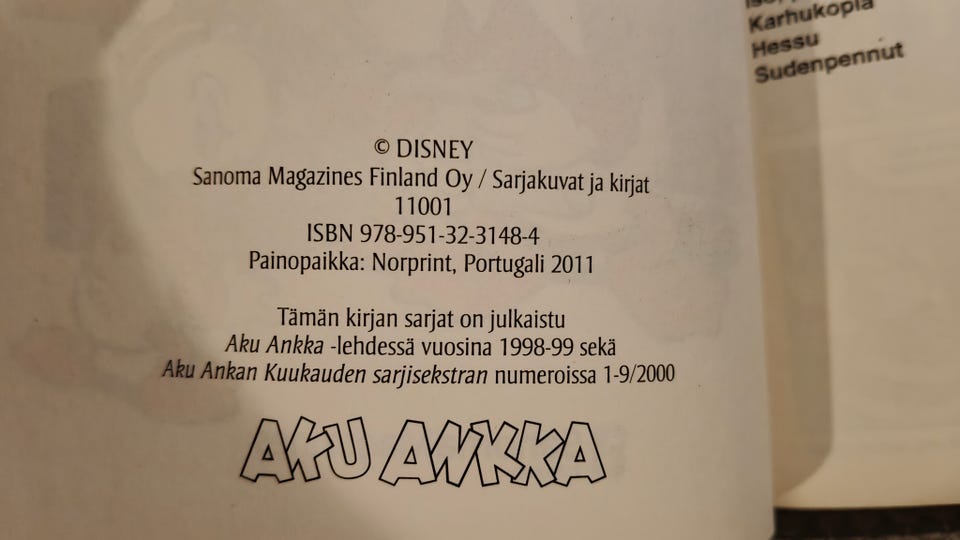 © DISNEY
Sanoma Magazines Finland Oy / Sarjakuvat ja kirjat
11001
ISBN 978-951-32-3148-4
Painopaikka: Norprint, Portugali 2011
Tämän kirjan sarjat on julkaistu
Aku Ankka -lehdessä vuosina 1998-99 sekä
Aku Ankan Kuukauden sarjisekstran numeroissa 1-9/2000
AKU ANKKA
Karhukopla
Hessu
Sudenpennut